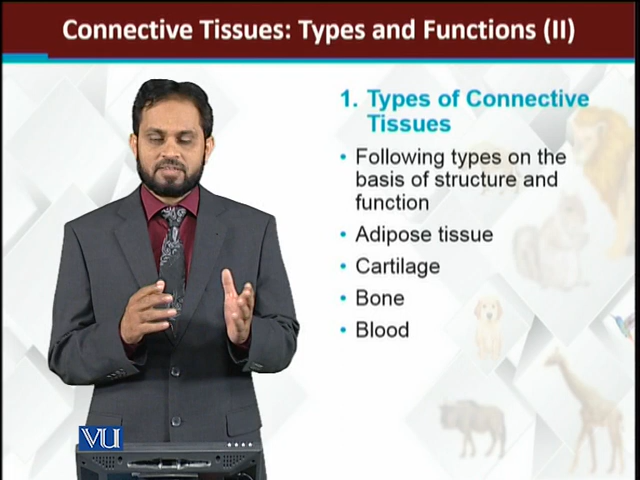 Connective Tissues: Types and Functions (II)
1. Types of Connective
Tissues
• Following types on the
basis of structure and
function
• Adipose tissue
• Cartilage
• Bone
• Blood
VU